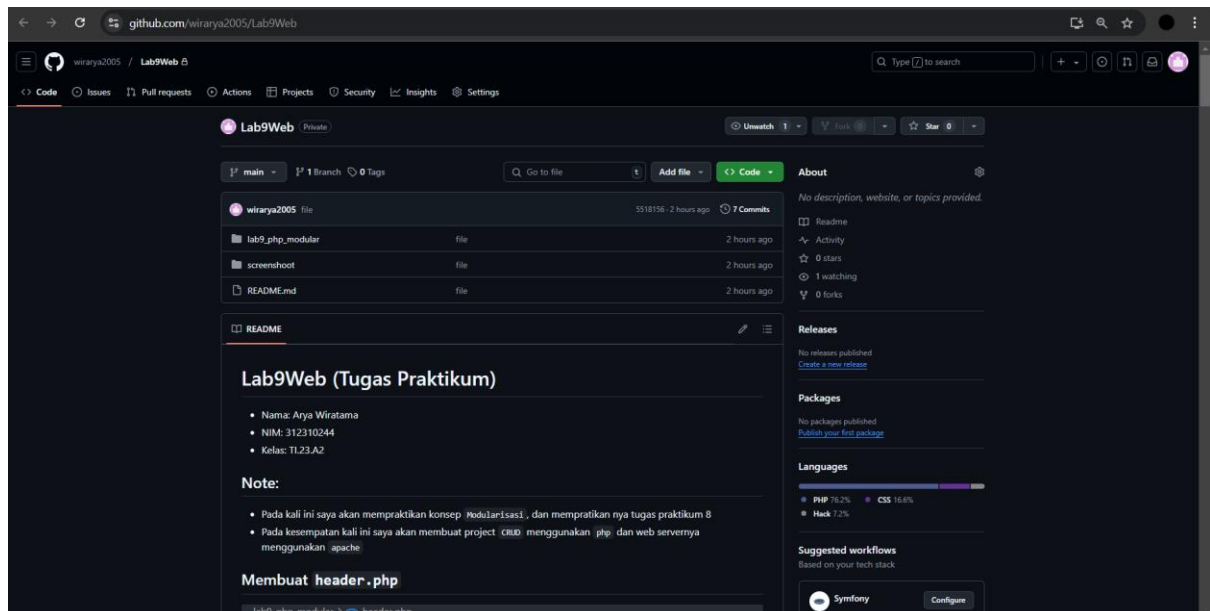 github.com/wirarya2005/Lab9Web
wirarya2005 / Lab9Web
Type / to search
Code Issues Pull requests Actions Projects Security Insights Settings
Lab9Web Private
Unwatch 1 Fork 0 Star 0
main 1 Branch 0 Tags Go to file t Add file Code
wirarya2005 file 5518156 · 2 hours ago 7 Commits
lab9_php_modular file 2 hours ago
screenshoot file 2 hours ago
README.md file 2 hours ago
README
Lab9Web (Tugas Praktikum)
• Nama: Arya Wiratama
• NIM: 312310244
• Kelas: TI.23.A2
Note:
• Pada kali ini saya akan mempraktikan konsep Modularisasi, dan mempratikan nya tugas praktikum 8
• Pada kesempatan kali ini saya akan membuat project CRUD menggunakan php dan web servernya
menggunakan apache
Membuat header.php
lab9_php_modular > header.php
About
No description, website, or topics provided.
Readme
Activity
0 stars
1 watching
0 forks
Releases
No releases published
Create a new release
Packages
No packages published
Publish your first package
Languages
PHP 76.2% CSS 16.6%
Hack 7.2%
Suggested workflows
Based on your tech stack
Symfony Configure